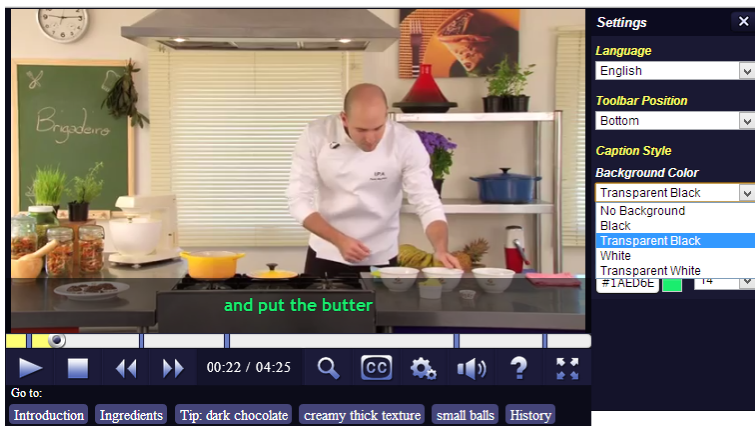 Brigadeiro
and put the butter
00:22 / 04:25
CC
?
Go to:
Introduction
Ingredients
Tip: dark chocolate
creamy thick texture
small balls
History
Settings
X
Language
English
Toolbar Position
Bottom
Caption Style
Background Color
Transparent Black
No Background
Black
Transparent Black
White
Transparent White
#1AED6E
14